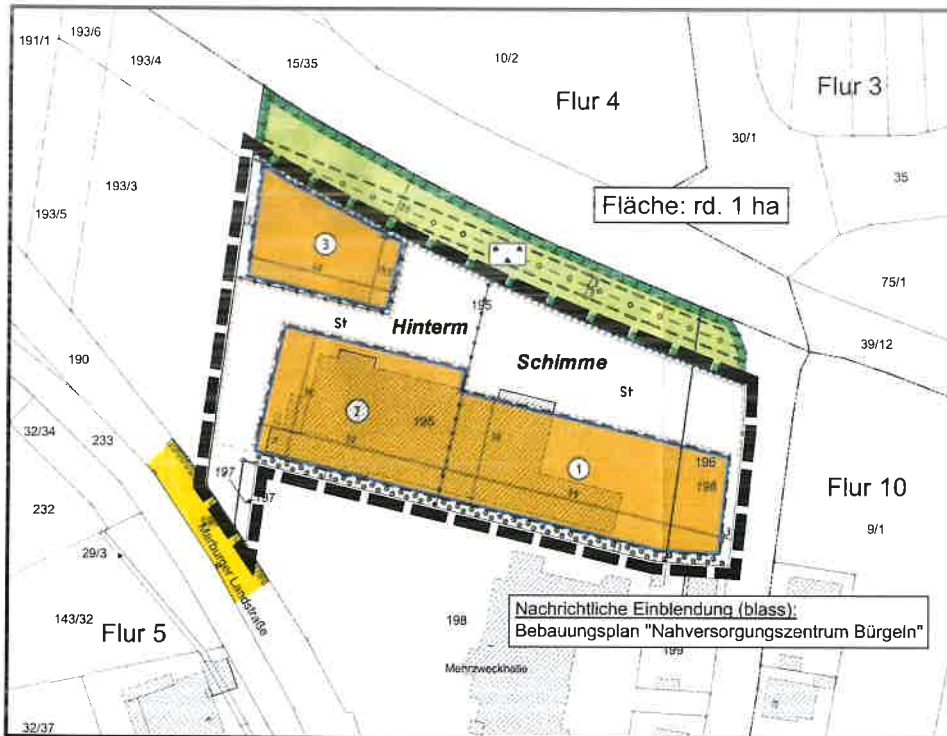 191/1
193/6
193/4
15/35
10/2
Flur 4
Flur 3
30/1
35
193/3
193/5
Fläche: rd. 1 ha
3
75/1
195
St
Hinterm
39/12
Schimme
190
St
2
195
32/34
233
196
1
198
197
197
Flur 10
232
9/1
29/3
Marburger Landstraße
143/32
Flur 5
198
Nachrichtliche Einblendung (blass):
Bebauungsplan "Nahversorgungszentrum Bürgeln"
199
Mehrzweckhalle
32/37